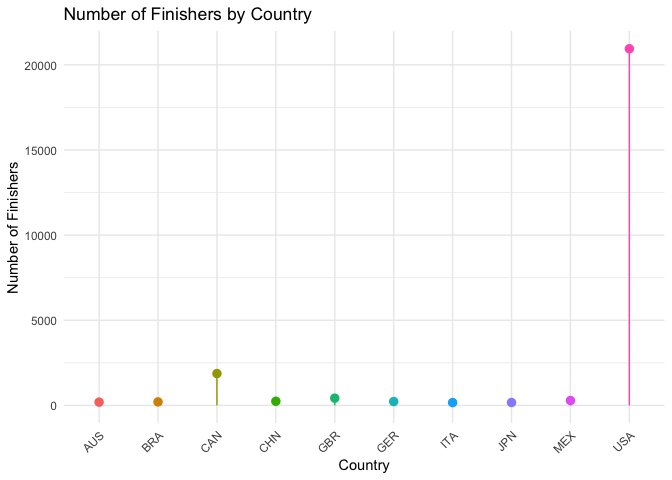 Number of Finishers by Country
Number of Finishers
20000
15000
10000
5000
0
AUS
BRA
CAN
CHN
GBR
GER
ITA
JPN
MEX
USA
Country